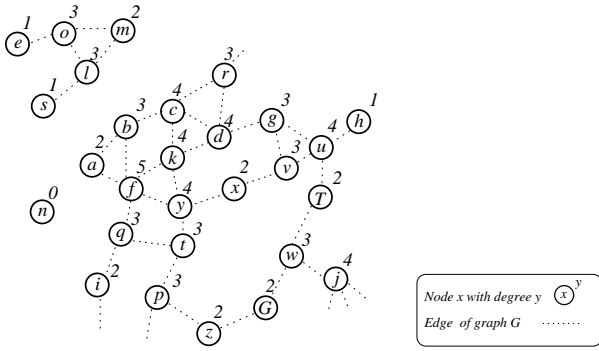 1
e
3
o
2
m
3
l
1
s
3
r
4
c
3
b
4
d
3
g
1
h
4
u
2
a
4
k
3
v
5
f
2
x
4
y
2
T
0
n
3
q
3
t
3
w
2
i
3
p
2
G
4
j
2
z
Node x with degree y
x
y
Edge of graph G